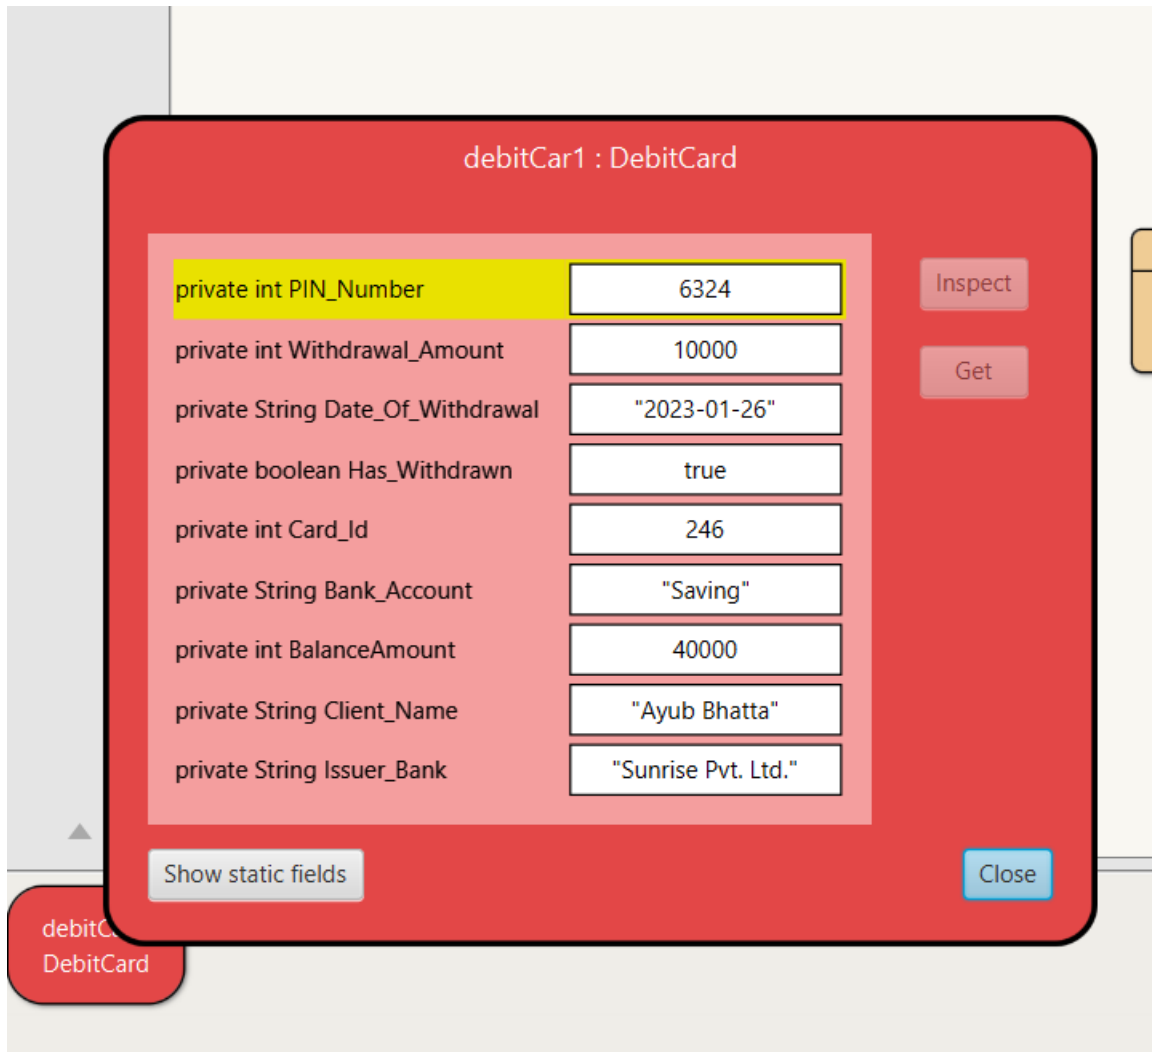 debitCar1 : DebitCard
private int PIN_Number 6324
Inspect
private int Withdrawal_Amount 10000
Get
private String Date_Of_Withdrawal "2023-01-26"
private boolean Has_Withdrawn true
private int Card_Id 246
private String Bank_Account "Saving"
private int BalanceAmount 40000
private String Client_Name "Ayub Bhatta"
private String Issuer_Bank "Sunrise Pvt. Ltd."
Show static fields
Close
DebitCard